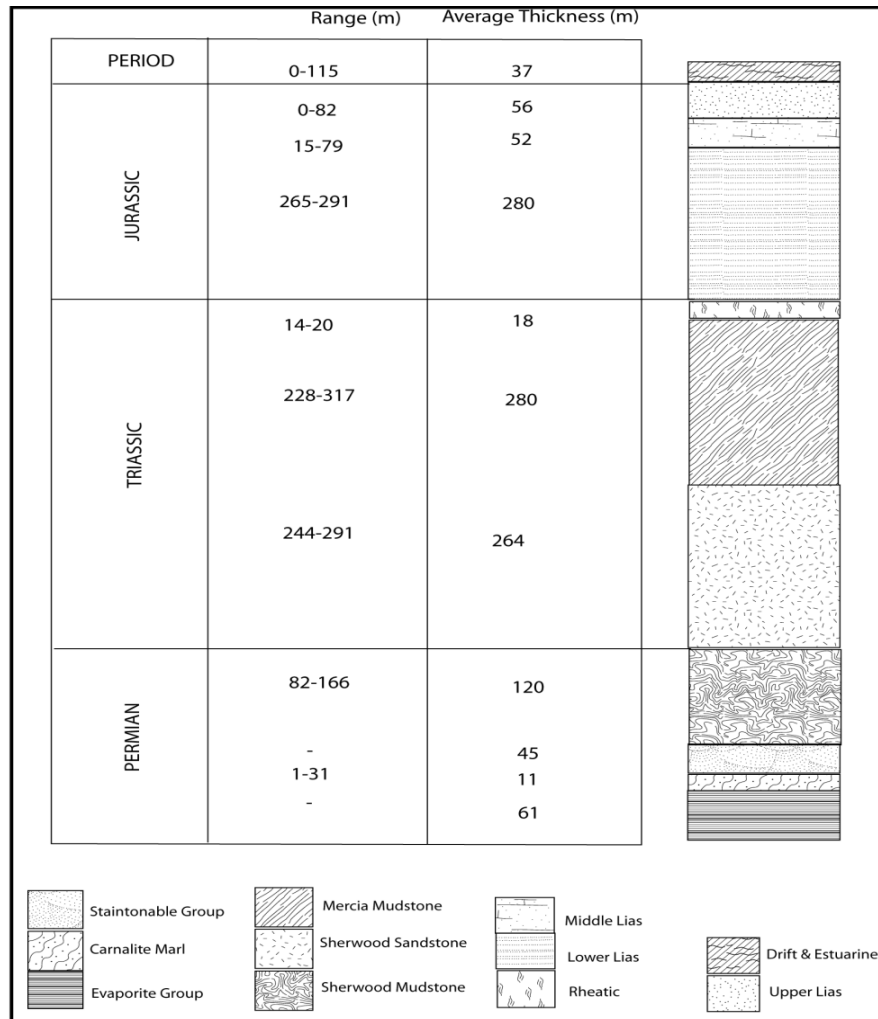 Range (m) Average Thickness (m)
PERIOD 0-115 37
JURASSIC
0-82 56
15-79 52
265-291 280
TRIASSIC
14-20 18
228-317 280
244-291 264
PERMIAN
82-166 120
- 45
1-31 11
- 61
Staintonable Group
Carnalite Marl
Evaporite Group
Mercia Mudstone
Sherwood Sandstone
Sherwood Mudstone
Middle Lias
Lower Lias
Rheatic
Drift & Estuarine
Upper Lias